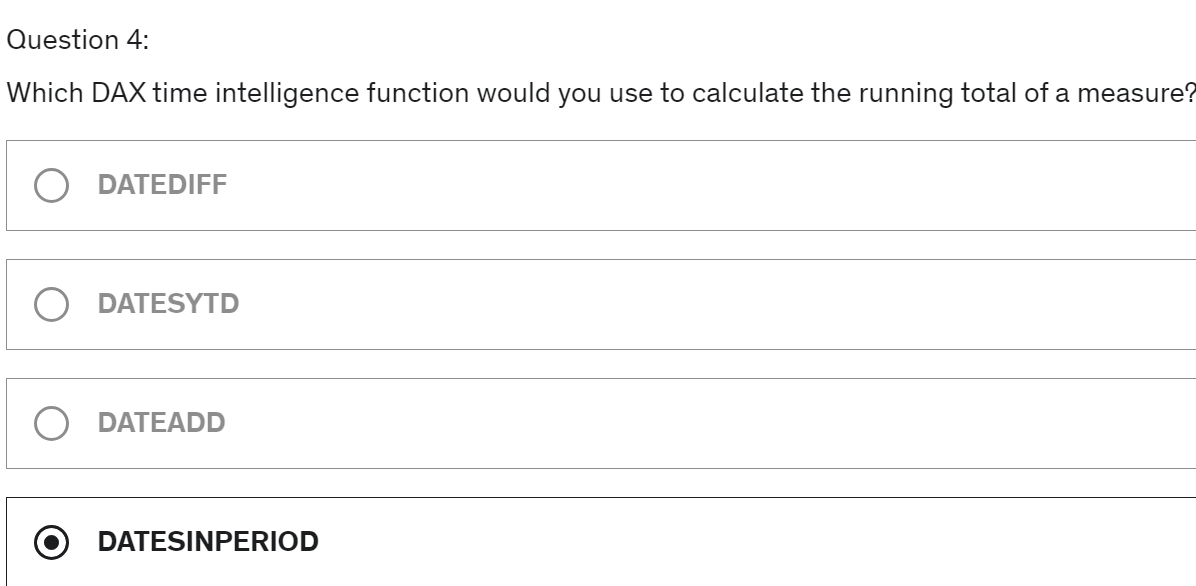 Question 4:
Which DAX time intelligence function would you use to calculate the running total of a measure?
DATEDIFF
DATESYTD
DATEADD
DATESINPERIOD